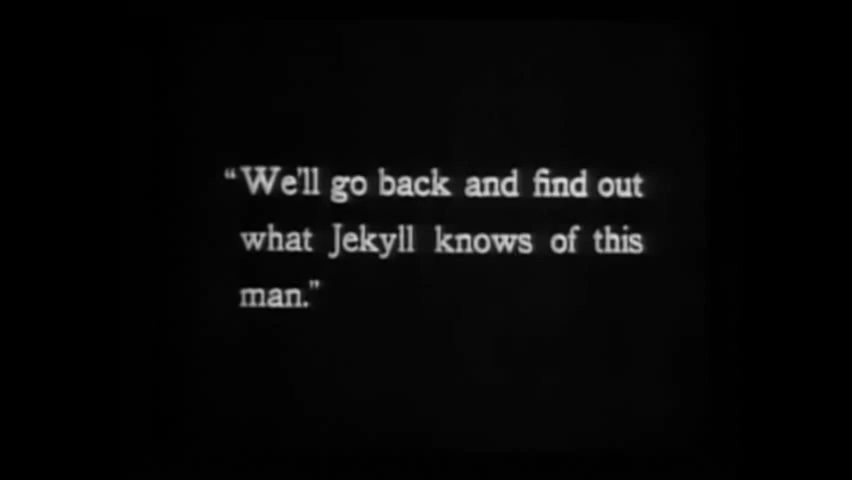 “We'll go back and find out
what Jekyll knows of this
man.”